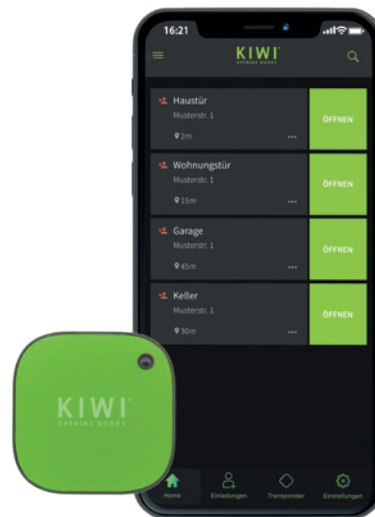 16:21
KIWI
OPENING DOORS
Haustür
Musterstr. 1
2m
ÖFFNEN
Wohnungstür
Musterstr. 1
15m
ÖFFNEN
Garage
Musterstr. 1
45m
ÖFFNEN
Keller
Musterstr. 1
30m
ÖFFNEN
KIWI
OPENING DOORS
Home
Einladungen
Transponder
Einstellungen